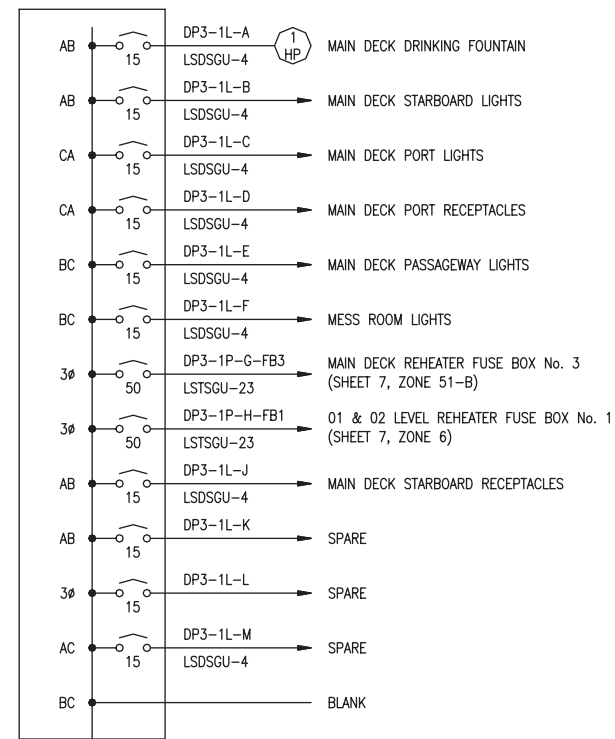 AB 15 DP3-1L-A LSDSGU-4 1 HP MAIN DECK DRINKING FOUNTAIN
AB 15 DP3-1L-B LSDSGU-4 MAIN DECK STARBOARD LIGHTS
CA 15 DP3-1L-C LSDSGU-4 MAIN DECK PORT LIGHTS
CA 15 DP3-1L-D LSDSGU-4 MAIN DECK PORT RECEPTACLES
BC 15 DP3-1L-E LSDSGU-4 MAIN DECK PASSAGEWAY LIGHTS
BC 15 DP3-1L-F LSDSGU-4 MESS ROOM LIGHTS
3ø 50 DP3-1P-G-FB3 LSTSGU-23 MAIN DECK REHEATER FUSE BOX No. 3
(SHEET 7, ZONE 51-B)
3ø 50 DP3-1P-H-FB1 LSTSGU-23 01 & 02 LEVEL REHEATER FUSE BOX No. 1
(SHEET 7, ZONE 6)
AB 15 DP3-1L-J LSDSGU-4 MAIN DECK STARBOARD RECEPTACLES
AB 15 DP3-1L-K SPARE
3ø 15 DP3-1L-L SPARE
AC 15 DP3-1L-M LSDSGU-4 SPARE
BC BLANK